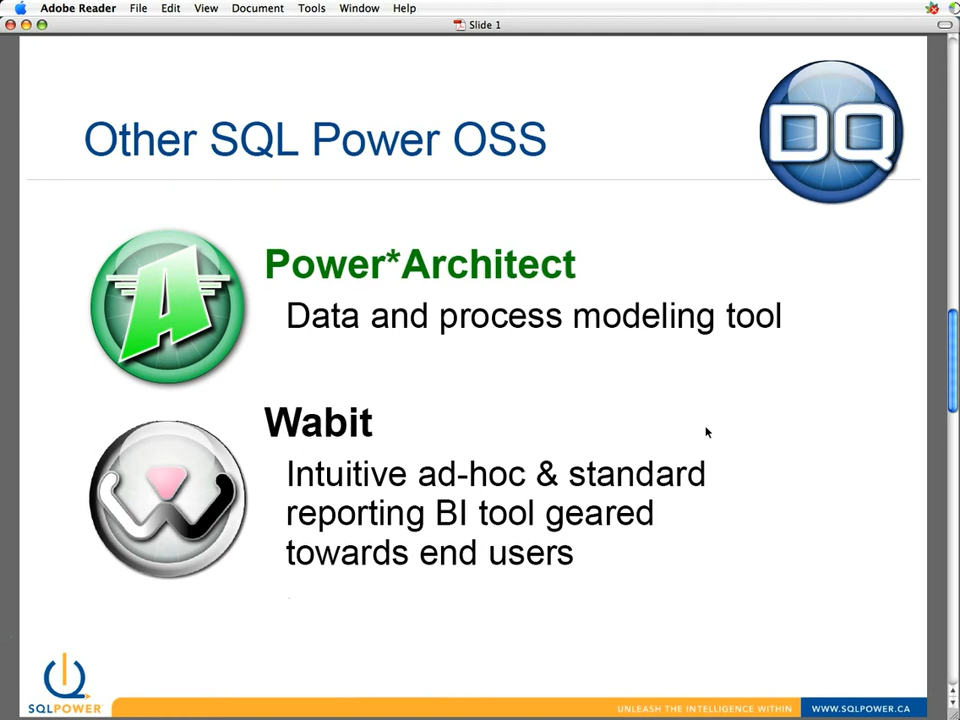 Adobe Reader File Edit View Document Tools Window Help
Slide 1
Other SQL Power OSS
DQ
A
Power*Architect
Data and process modeling tool
W
Wabit
Intuitive ad-hoc & standard
reporting BI tool geared
towards end users
SQLPOWER
UNLEASH THE INTELLIGENCE WITHIN
WWW.SQLPOWER.CA